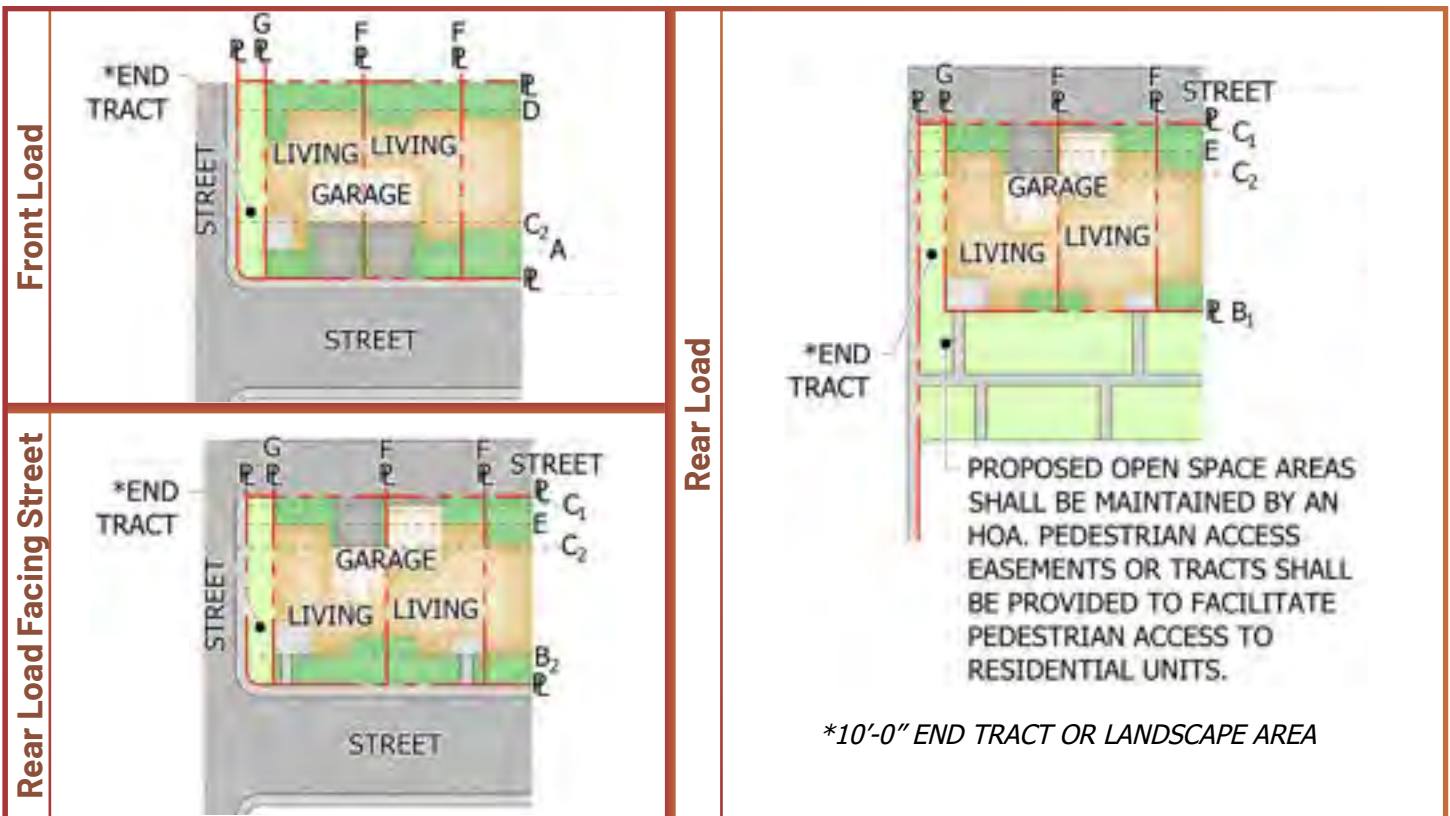 Front Load
G
F
F
℄ ℄
℄
℄
*END
TRACT
℄
D
STREET
LIVING
LIVING
GARAGE
C2
A
℄
STREET
Rear Load Facing Street
G
F
F
℄ ℄
℄
℄
STREET
*END
TRACT
℄
C1
E
C2
GARAGE
STREET
LIVING
LIVING
B2
℄
STREET
Rear Load
G
F
F
℄ ℄
℄
℄
STREET
℄
C1
E
C2
GARAGE
LIVING
LIVING
℄ B1
*END
TRACT
PROPOSED OPEN SPACE AREAS
SHALL BE MAINTAINED BY AN
HOA. PEDESTRIAN ACCESS
EASEMENTS OR TRACTS SHALL
BE PROVIDED TO FACILITATE
PEDESTRIAN ACCESS TO
RESIDENTIAL UNITS.
*10'-0" END TRACT OR LANDSCAPE AREA